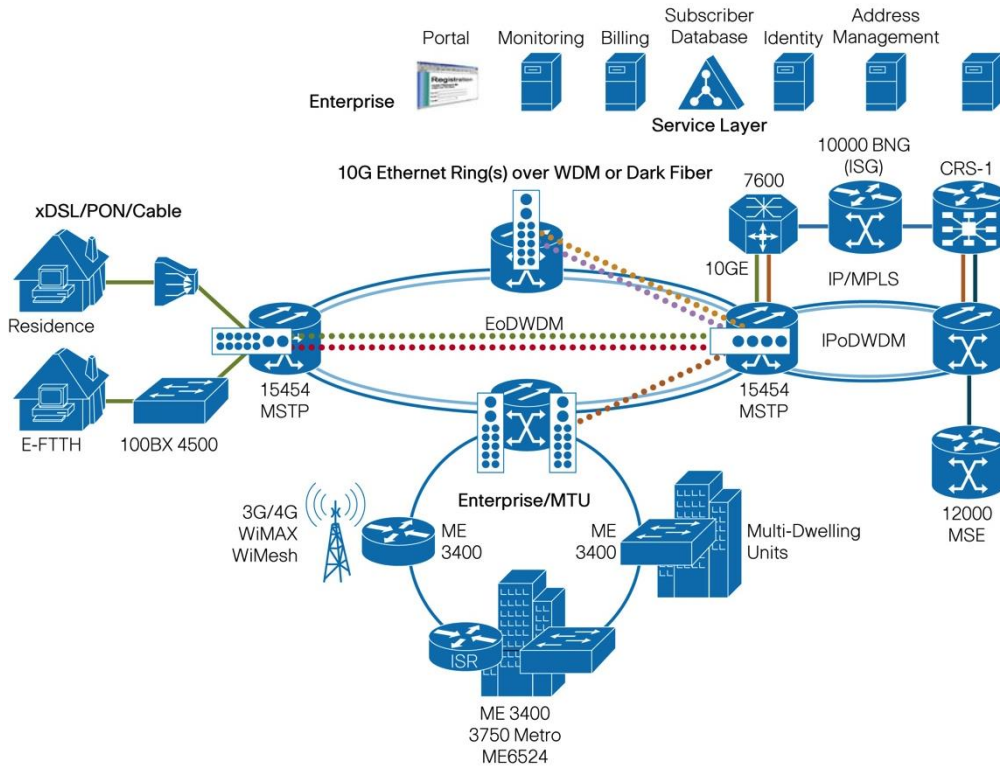 Portal
Monitoring
Billing
Subscriber
Database
Identity
Address
Management
Registration
Enterprise
Service Layer
10G Ethernet Ring(s) over WDM or Dark Fiber
10000 BNG
(ISG)
7600
CRS-1
xDSL/PON/Cable
10GE
IP/MPLS
Residence
EoDWDM
IPoDWDM
15454
MSTP
15454
MSTP
E-FTTH
100BX 4500
Enterprise/MTU
3G/4G
WiMAX
WiMesh
ME
3400
ME
3400
Multi-Dwelling
Units
12000
MSE
ISR
ME 3400
3750 Metro
ME6524